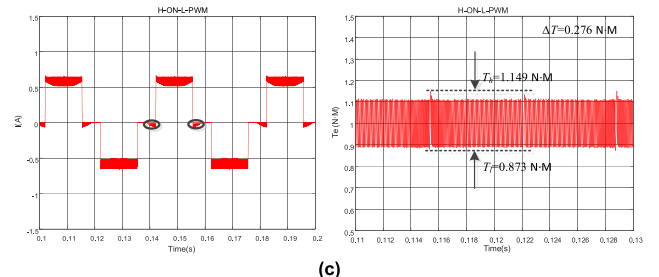 H-ON-L-PWM
1.5
1
0.5
0
-0.5
-1
-1.5
I(A)
0.1 0.11 0.12 0.13 0.14 0.15 0.16 0.17 0.18 0.19 0.2
Time(s)
H-ON-L-PWM
ΔT=0.276 N·M
Th=1.149 N·M
Tl=0.873 N·M
1.5
1.4
1.3
1.2
1.1
1
0.9
0.8
0.7
0.6
0.5
Te (N·M)
0.11 0.112 0.114 0.116 0.118 0.12 0.122 0.124 0.126 0.128 0.13
Time(s)
(c)